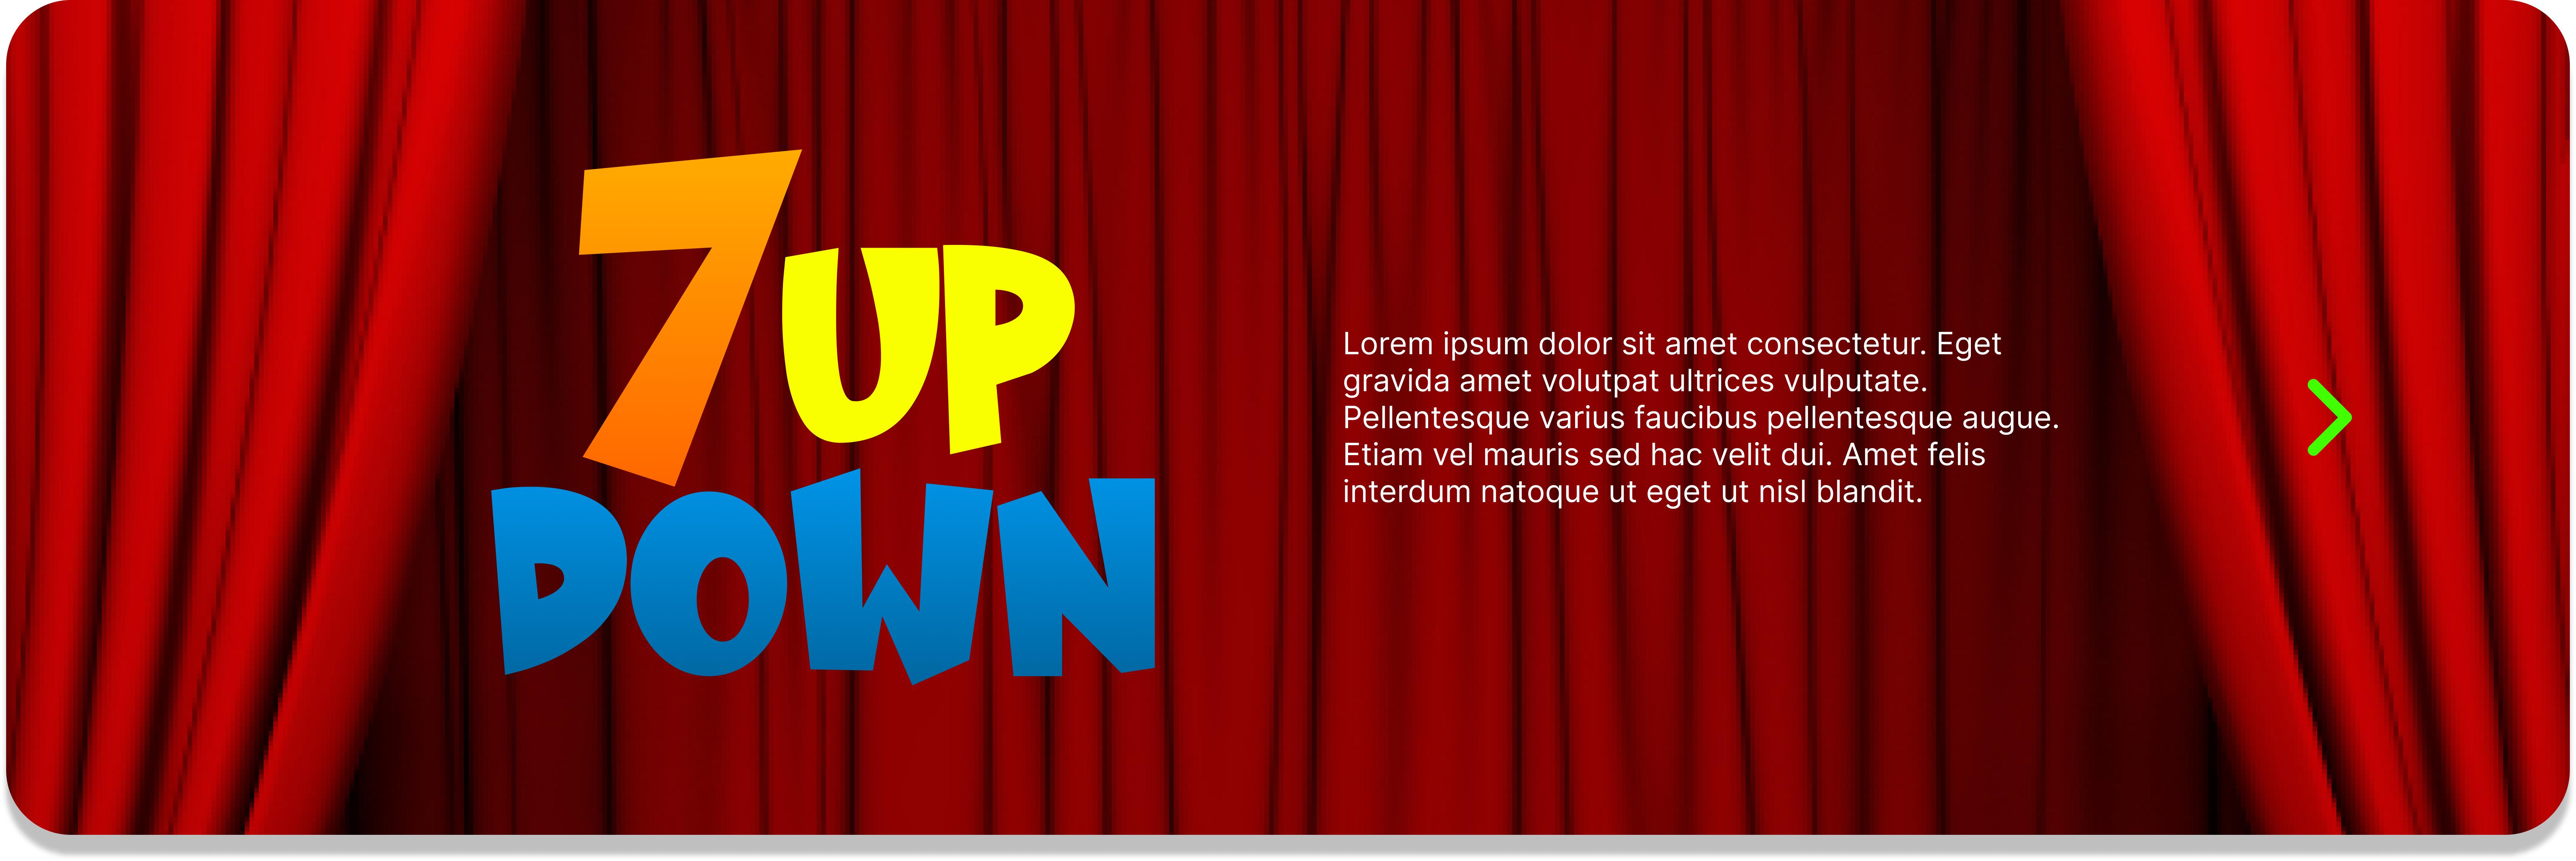 7UP
DOWN
Lorem ipsum dolor sit amet consectetur. Eget
gravida amet volutpat ultrices vulputate.
Pellentesque varius faucibus pellentesque augue.
Etiam vel mauris sed hac velit dui. Amet felis
interdum natoque ut eget ut nisl blandit.